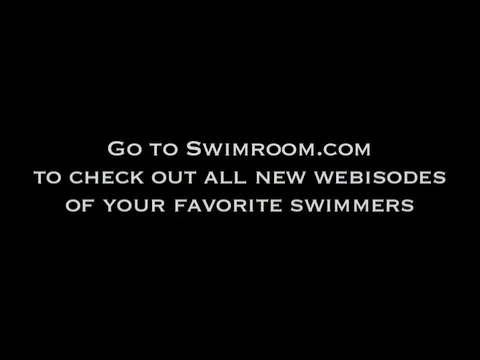 Go to Swimroom.com
to check out all new webisodes
of your favorite swimmers